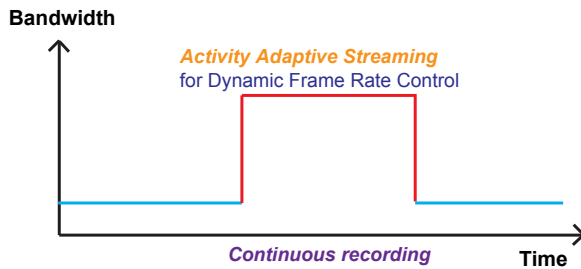 Bandwidth
Activity Adaptive Streaming
for Dynamic Frame Rate Control
Continuous recording
Time